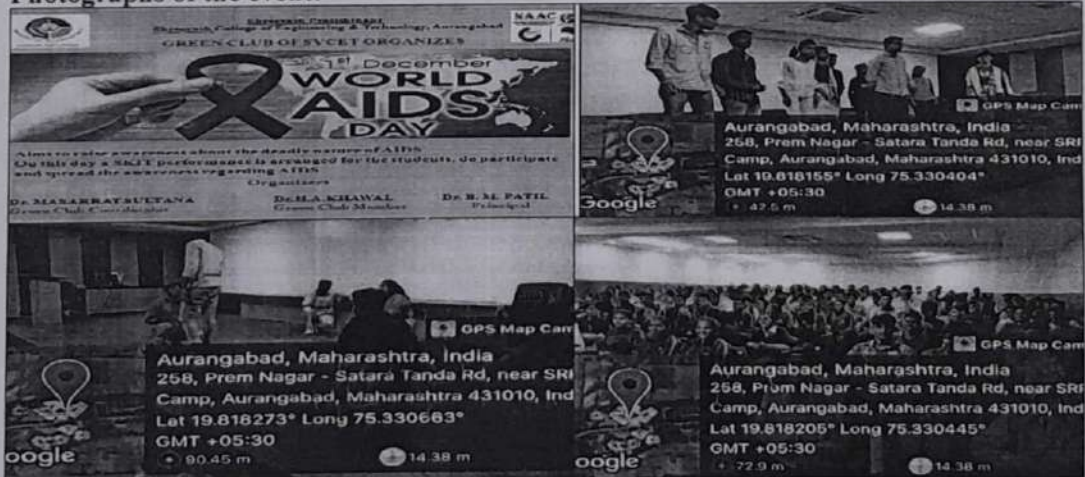 Photographs of the event
College of Engineering & Technology, Aurangabad
NAAC
GREEN CLUB OF SYCET ORGANIZES
1st December
WORLD
AIDS
DAY
Aims to raise awareness about the deadly nature of AIDS
On this day a SKIT performance is arranged for the students, do participate
and spread the awareness regarding AIDS
Organizers
Dr. MASARRAT SULTANA
Green Club Coordinator
Dr. H.A. KHAWAL
Green Club Member
Dr. B. M. PATIL
Principal
GPS Map Cam
Aurangabad, Maharashtra, India
258, Prem Nagar - Satara Tanda Rd, near SRP
Camp, Aurangabad, Maharashtra 431010, Ind
Lat 19.818155° Long 75.330404°
GMT +05:30
42.5 m
14.38 m
Google
GPS Map Cam
Aurangabad, Maharashtra, India
258, Prem Nagar - Satara Tanda Rd, near SRP
Camp, Aurangabad, Maharashtra 431010, Ind
Lat 19.818273° Long 75.330663°
GMT +05:30
90.45 m
14.38 m
oogle
GPS Map Cam
Aurangabad, Maharashtra, India
258, Prem Nagar - Satara Tanda Rd, near SRP
Camp, Aurangabad, Maharashtra 431010, Ind
Lat 19.818205° Long 75.330445°
GMT +05:30
72.9 m
14.38 m
oogle